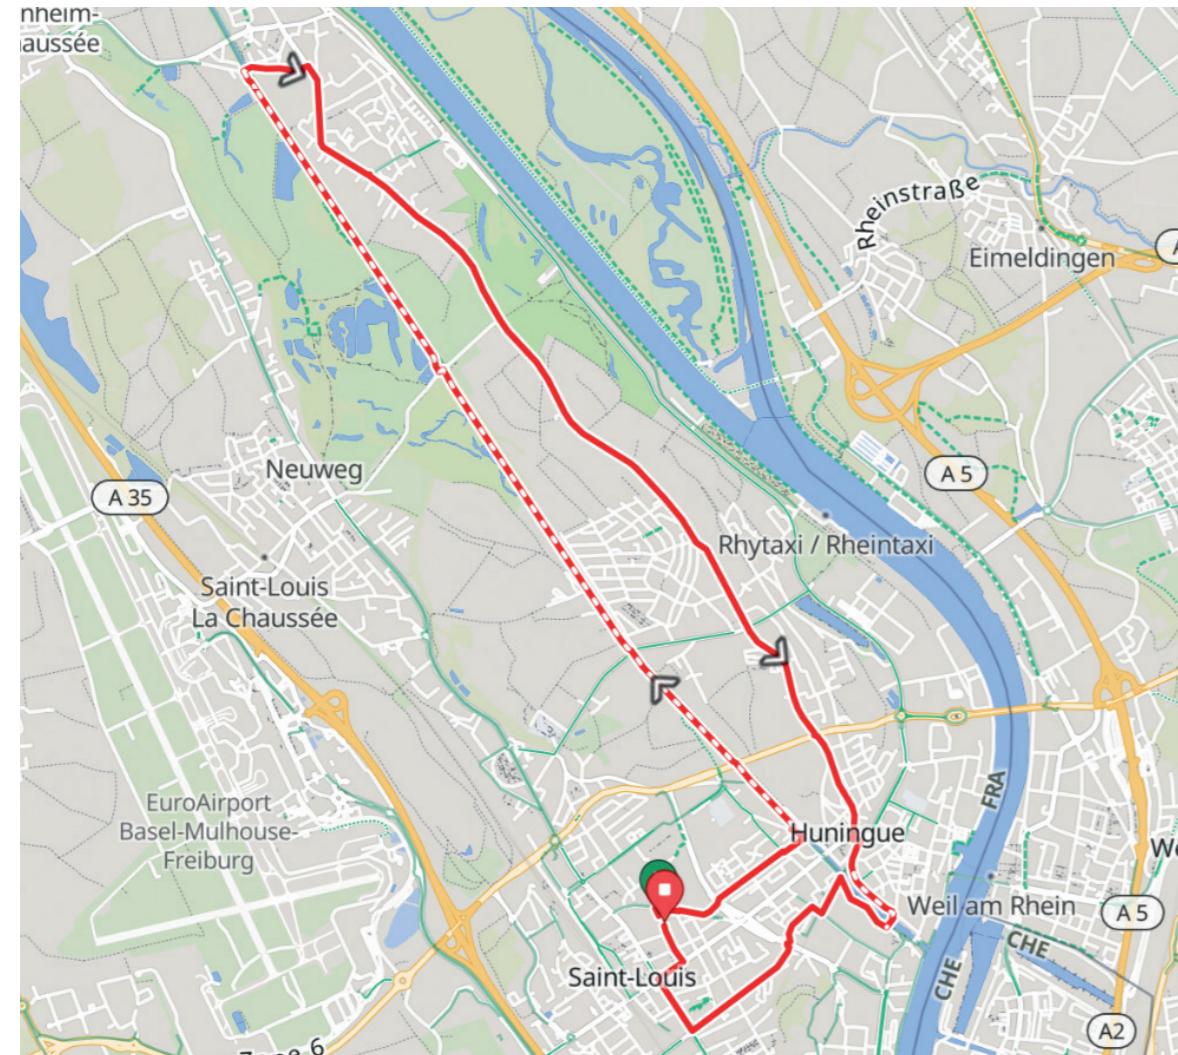 nheim-
aussée
Rheinstraße
Eimeldingen
A
Neuweg
A 35
A 5
Rhytaxi / Rheintaxi
Saint-Louis
La Chaussée
FRA
EuroAirport
Basel-Mulhouse-
Freiburg
Huningue
We
Weil am Rhein
A 5
CHE
CHE
Saint-Louis
A2